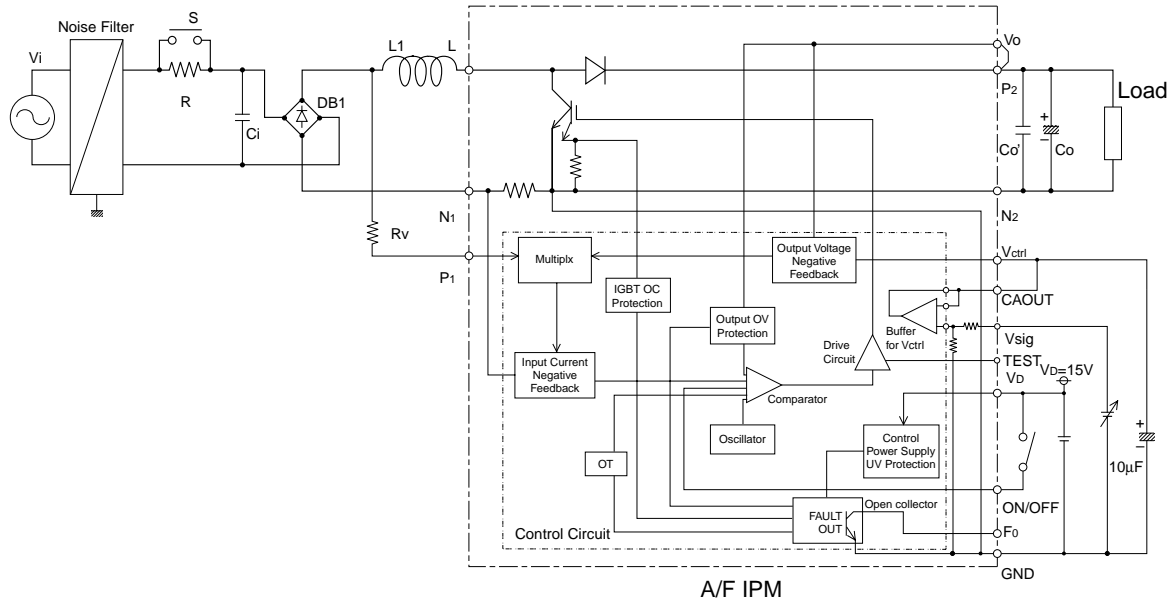 Noise Filter
S
Vi
R
Ci
DB1
L1
L
Vo
P2
Load
Co'
Co
+
−
N1
N2
Rv
P1
Multiplx
Output Voltage
Negative
Feedback
Vctrl
IGBT OC
Protection
CAOUT
Output OV
Protection
Buffer
for Vctrl
Vsig
Drive
Circuit
TEST
VD
VD=15V
Input Current
Negative
Feedback
Comparator
Oscillator
Control
Power Supply
UV Protection
+
−
10µF
OT
ON/OFF
Open collector
FAULT
OUT
Control Circuit
F0
GND
A/F IPM